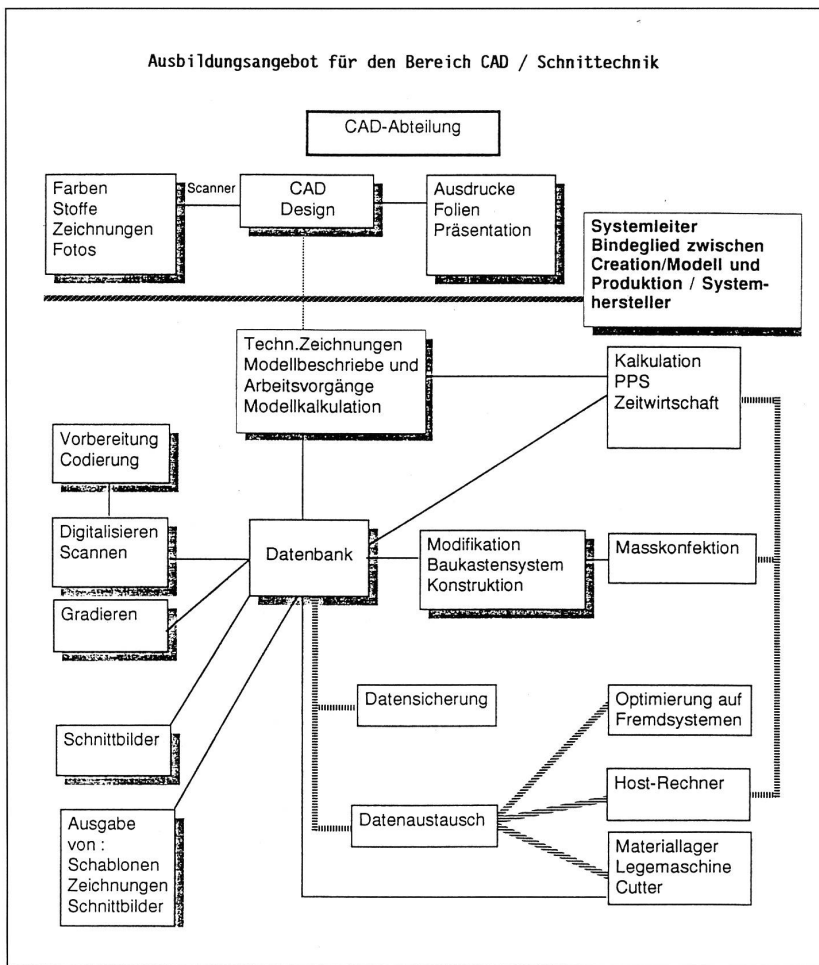 Ausbildungsangebot für den Bereich CAD / Schnittechnik
CAD-Abteilung
Farben
Stoffe
Zeichnungen
Fotos
Scanner
CAD
Design
Ausdrucke
Folien
Präsentation
Systemleiter
Bindeglied zwischen
Creation/Modell und
Produktion / System-
hersteller
Techn.Zeichnungen
Modellbeschriebe und
Arbeitsvorgänge
Modellkalkulation
Kalkulation
PPS
Zeitwirtschaft
Vorbereitung
Codierung
Digitalisieren
Scannen
Datenbank
Modifikation
Baukastensystem
Konstruktion
Masskonfektion
Gradieren
Datensicherung
Optimierung auf
Fremdsystemen
Schnittbilder
Host-Rechner
Datenaustausch
Ausgabe
von :
Schablonen
Zeichnungen
Schnittbilder
Materiallager
Legemaschine
Cutter